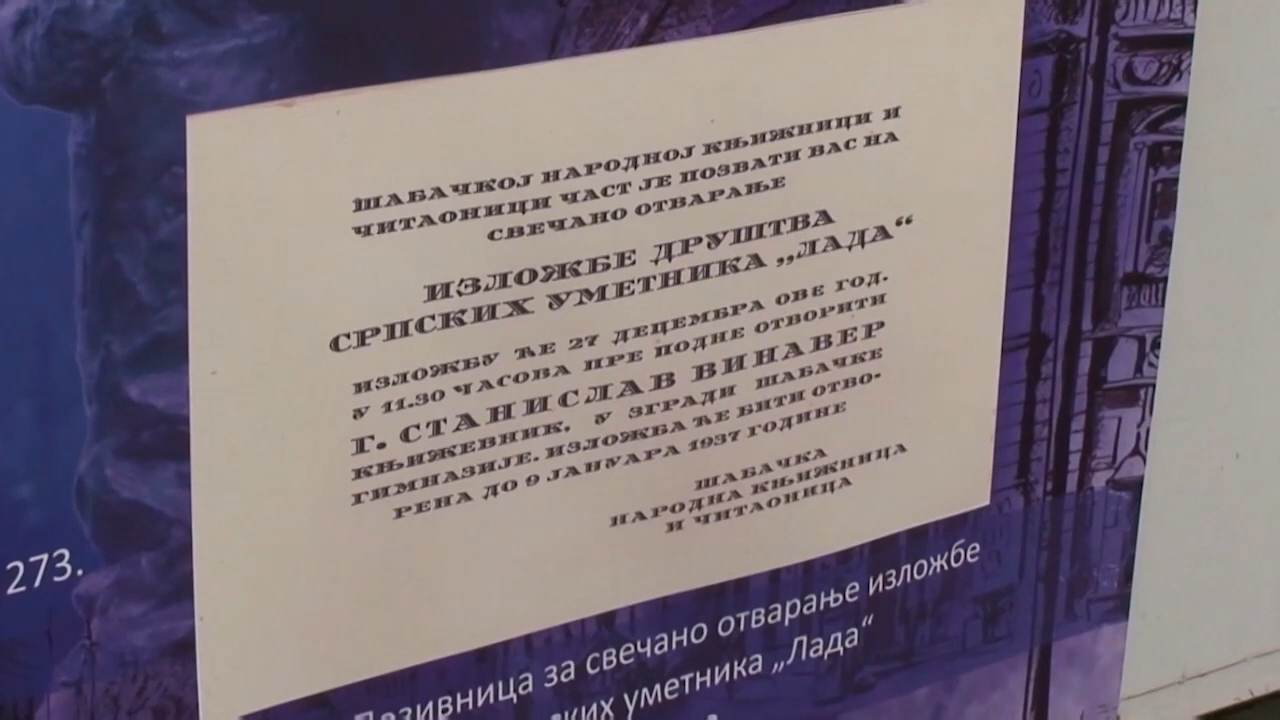 ШАБАЧКОЈ НАРОДНОЈ КЊИЖНИЦИ И
ЧИТАОНИЦИ ЧАСТ ЈЕ ПОЗВАТИ ВАС НА
СВЕЧАНО ОТВАРАЊЕ
ИЗЛОЖБЕ ДРУШТВА
СРПСКИХ УМЕТНИКА „ЛАДА“
ИЗЛОЖБУ ЋЕ 27 ДЕЦЕМБРА ОВЕ ГОД.
У 11.30 ЧАСОВА ПРЕ ПОДНЕ ОТВОРИТИ
Г. СТАНИСЛАВ ВИНАВЕР
КЊИЖЕВНИК. У ЗГРАДИ ШАБАЧКЕ
ГИМНАЗИЈЕ. ИЗЛОЖБА ЋЕ БИТИ ОТВО-
РЕНА ДО 9 ЈАНУАРА 1937 ГОДИНЕ
ШАБАЧКА
НАРОДНА КЊИЖНИЦА
И ЧИТАОНИЦА
273.
Позивница за свечано отварање изложбе
уметника „Лада“